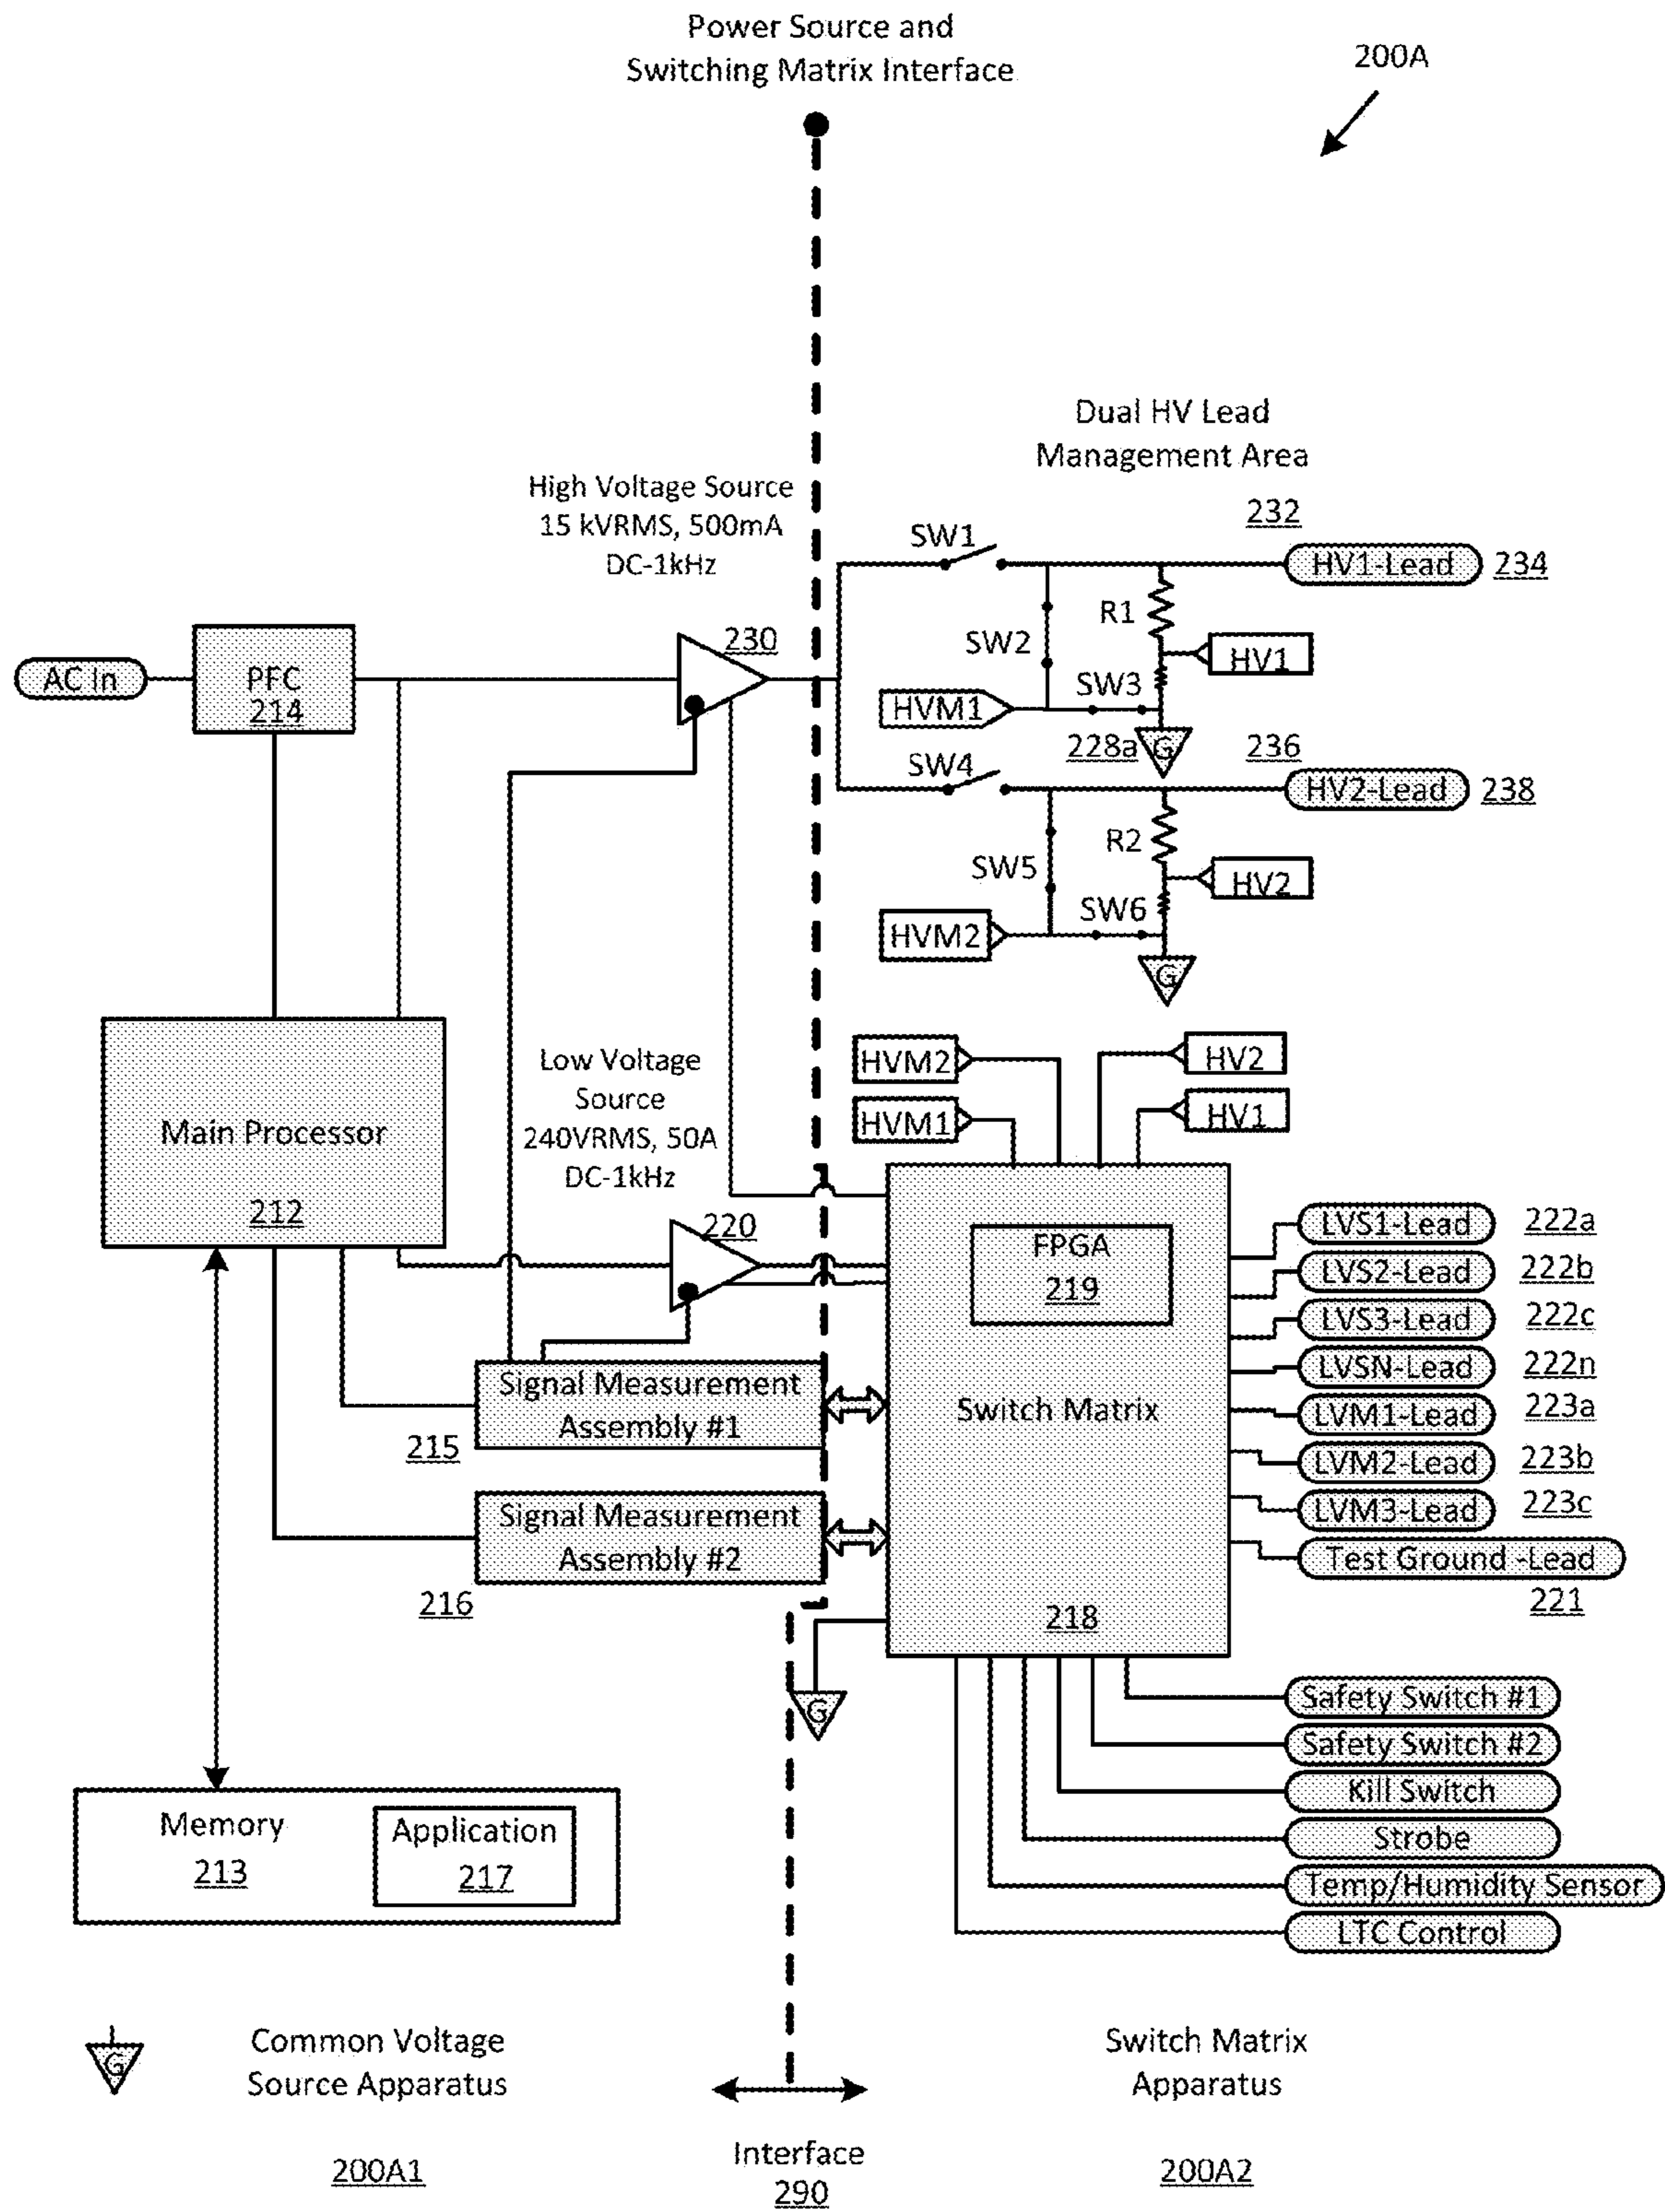 Power Source and
Switching Matrix Interface
200A
Dual HV Lead
Management Area
High Voltage Source
15 kVRMS, 500mA
DC-1kHz
232
SW1
HV1-Lead
234
R1
SW2
HV1
SW3
HVM1
228a
G
230
AC In
PFC
214
236
SW4
HV2-Lead
238
R2
SW5
HV2
SW6
HVM2
G
HVM2
HV2
HVM1
HV1
Low Voltage
Source
240VRMS, 50A
DC-1kHz
Main Processor
212
220
FPGA
219
Switch Matrix
218
LVS1-Lead
222a
LVS2-Lead
222b
LVS3-Lead
222c
LVSN-Lead
222n
LVM1-Lead
223a
LVM2-Lead
223b
LVM3-Lead
223c
Test Ground -Lead
221
Signal Measurement
Assembly #1
215
Signal Measurement
Assembly #2
216
G
Safety Switch #1
Safety Switch #2
Kill Switch
Strobe
Temp/Humidity Sensor
LTC Control
Memory
213
Application
217
G
Common Voltage
Source Apparatus
200A1
Interface
290
Switch Matrix
Apparatus
200A2